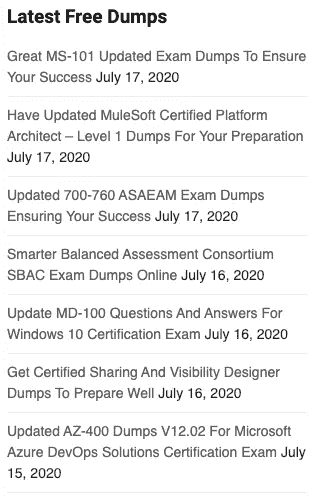 Latest Free Dumps
Great MS-101 Updated Exam Dumps To Ensure
Your Success July 17, 2020
Have Updated MuleSoft Certified Platform
Architect – Level 1 Dumps For Your Preparation
July 17, 2020
Updated 700-760 ASAEAM Exam Dumps
Ensuring Your Success July 17, 2020
Smarter Balanced Assessment Consortium
SBAC Exam Dumps Online July 16, 2020
Update MD-100 Questions And Answers For
Windows 10 Certification Exam July 16, 2020
Get Certified Sharing And Visibility Designer
Dumps To Prepare Well July 16, 2020
Updated AZ-400 Dumps V12.02 For Microsoft
Azure DevOps Solutions Certification Exam July
15, 2020